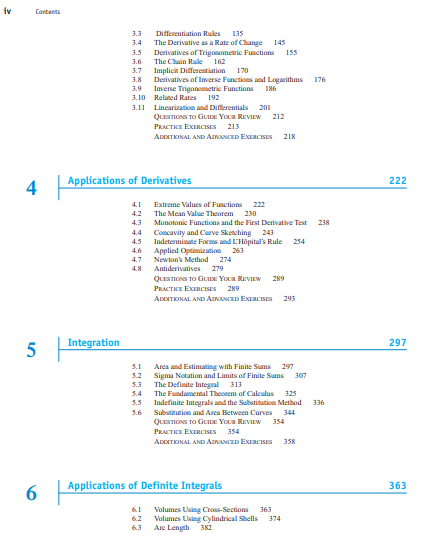 iv Contents
3.3 Differentiation Rules 135
3.4 The Derivative as a Rate of Change 145
3.5 Derivatives of Trigonometric Functions 155
3.6 The Chain Rule 162
3.7 Implicit Differentiation 170
3.8 Derivatives of Inverse Functions and Logarithms 176
3.9 Inverse Trigonometric Functions 186
3.10 Related Rates 192
3.11 Linearization and Differentials 201
QUESTIONS TO GUIDE YOUR REVIEW 212
PRACTICE EXERCISES 213
ADDITIONAL AND ADVANCED EXERCISES 218
4 Applications of Derivatives 222
4.1 Extreme Values of Functions 222
4.2 The Mean Value Theorem 230
4.3 Monotonic Functions and the First Derivative Test 238
4.4 Concavity and Curve Sketching 243
4.5 Indeterminate Forms and L'Hôpital's Rule 254
4.6 Applied Optimization 263
4.7 Newton's Method 274
4.8 Antiderivatives 279
QUESTIONS TO GUIDE YOUR REVIEW 289
PRACTICE EXERCISES 289
ADDITIONAL AND ADVANCED EXERCISES 293
5 Integration 297
5.1 Area and Estimating with Finite Sums 297
5.2 Sigma Notation and Limits of Finite Sums 307
5.3 The Definite Integral 313
5.4 The Fundamental Theorem of Calculus 325
5.5 Indefinite Integrals and the Substitution Method 336
5.6 Substitution and Area Between Curves 344
QUESTIONS TO GUIDE YOUR REVIEW 354
PRACTICE EXERCISES 354
ADDITIONAL AND ADVANCED EXERCISES 358
6 Applications of Definite Integrals 363
6.1 Volumes Using Cross-Sections 363
6.2 Volumes Using Cylindrical Shells 374
6.3 Arc Length 382